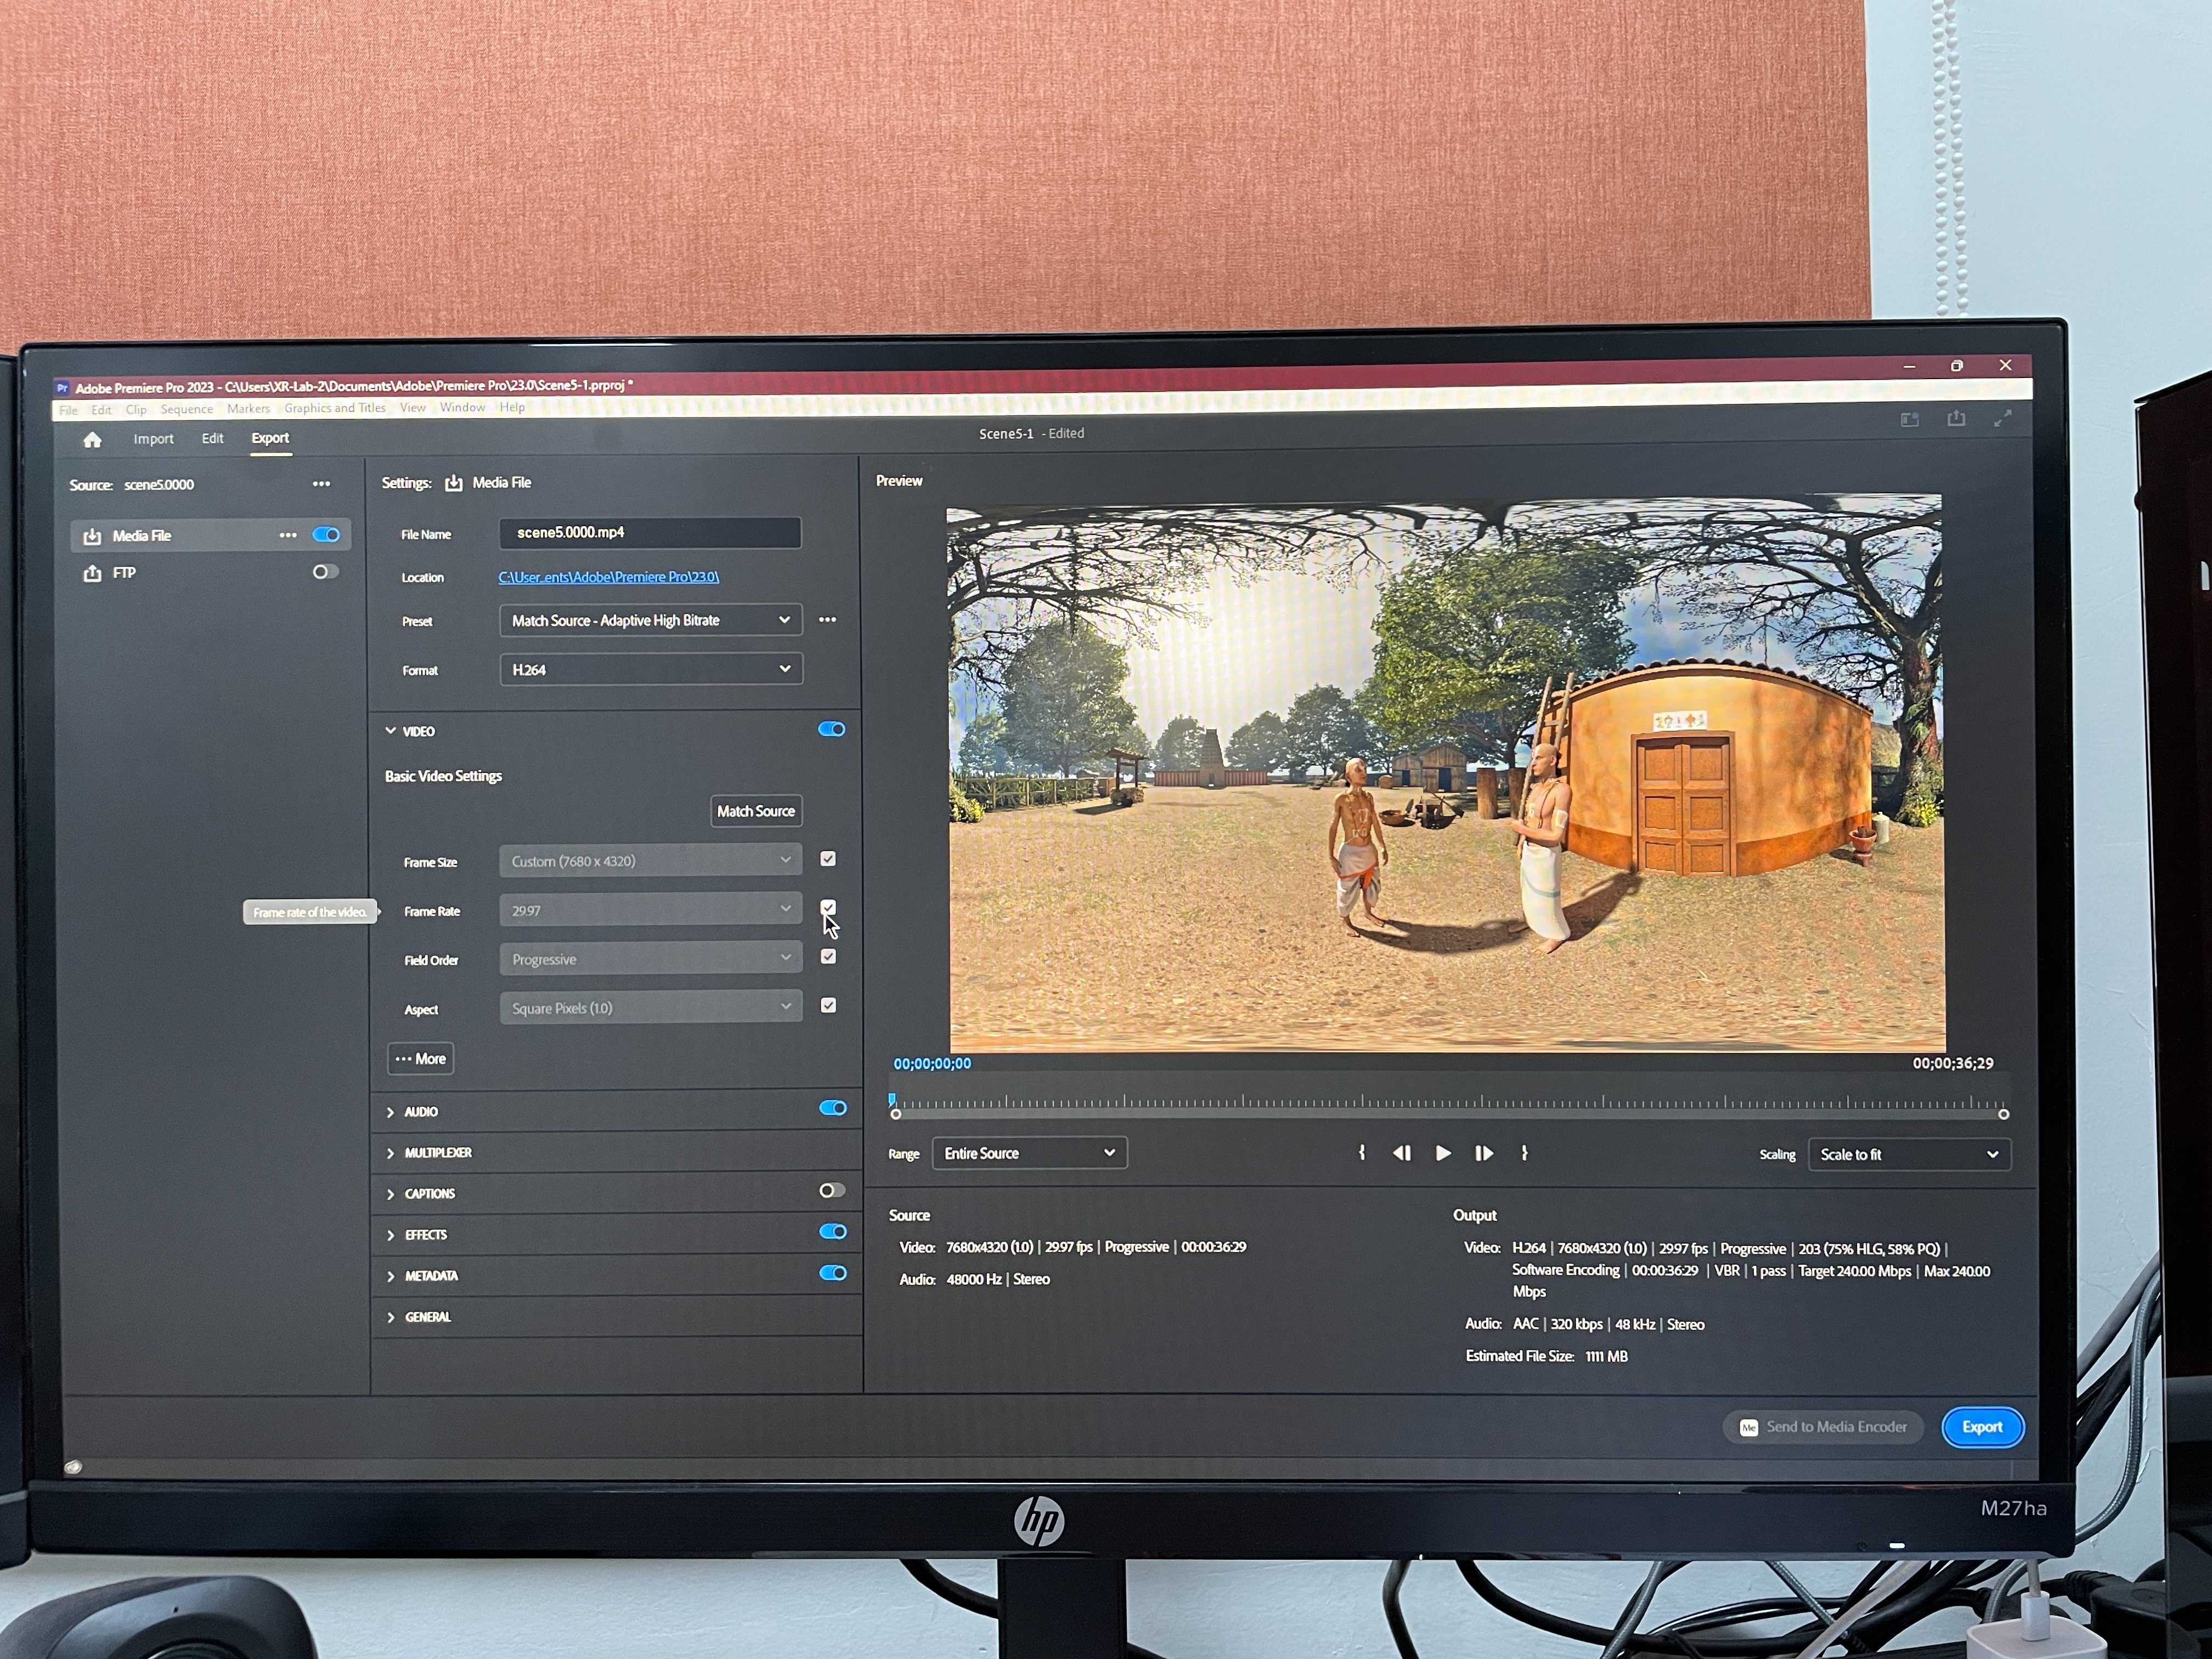 Pr Adobe Premiere Pro 2023 - C:\Users\XR-Lab-2\Documents\Adobe\Premiere Pro\23.0\Scene5-1.prproj *
File Edit Clip Sequence Markers Graphics and Titles View Window Help
Import Edit Export
Scene5-1 - Edited
Source: scene5.0000
Media File
FTP
Settings: Media File
File Name scene5.0000.mp4
Location C:\User...ents\Adobe\Premiere Pro\23.0\
Preset Match Source - Adaptive High Bitrate
Format H.264
VIDEO
Basic Video Settings
Match Source
Frame Size Custom (7680 x 4320)
Frame rate of the video.
Frame Rate 29.97
Field Order Progressive
Aspect Square Pixels (1.0)
More
AUDIO
MULTIPLEXER
CAPTIONS
EFFECTS
METADATA
GENERAL
Preview
00;00;00;00
00;00;36;29
Range Entire Source
Scaling Scale to fit
Source
Video: 7680x4320 (1.0) | 29.97 fps | Progressive | 00:00:36:29
Audio: 48000 Hz | Stereo
Output
Video: H.264 | 7680x4320 (1.0) | 29.97 fps | Progressive | 203 (75% HLG, 58% PQ) |
Software Encoding | 00:00:36:29 | VBR | 1 pass | Target 240.00 Mbps | Max 240.00
Mbps
Audio: AAC | 320 kbps | 48 kHz | Stereo
Estimated File Size: 1111 MB
Me Send to Media Encoder
Export
hp
M27ha